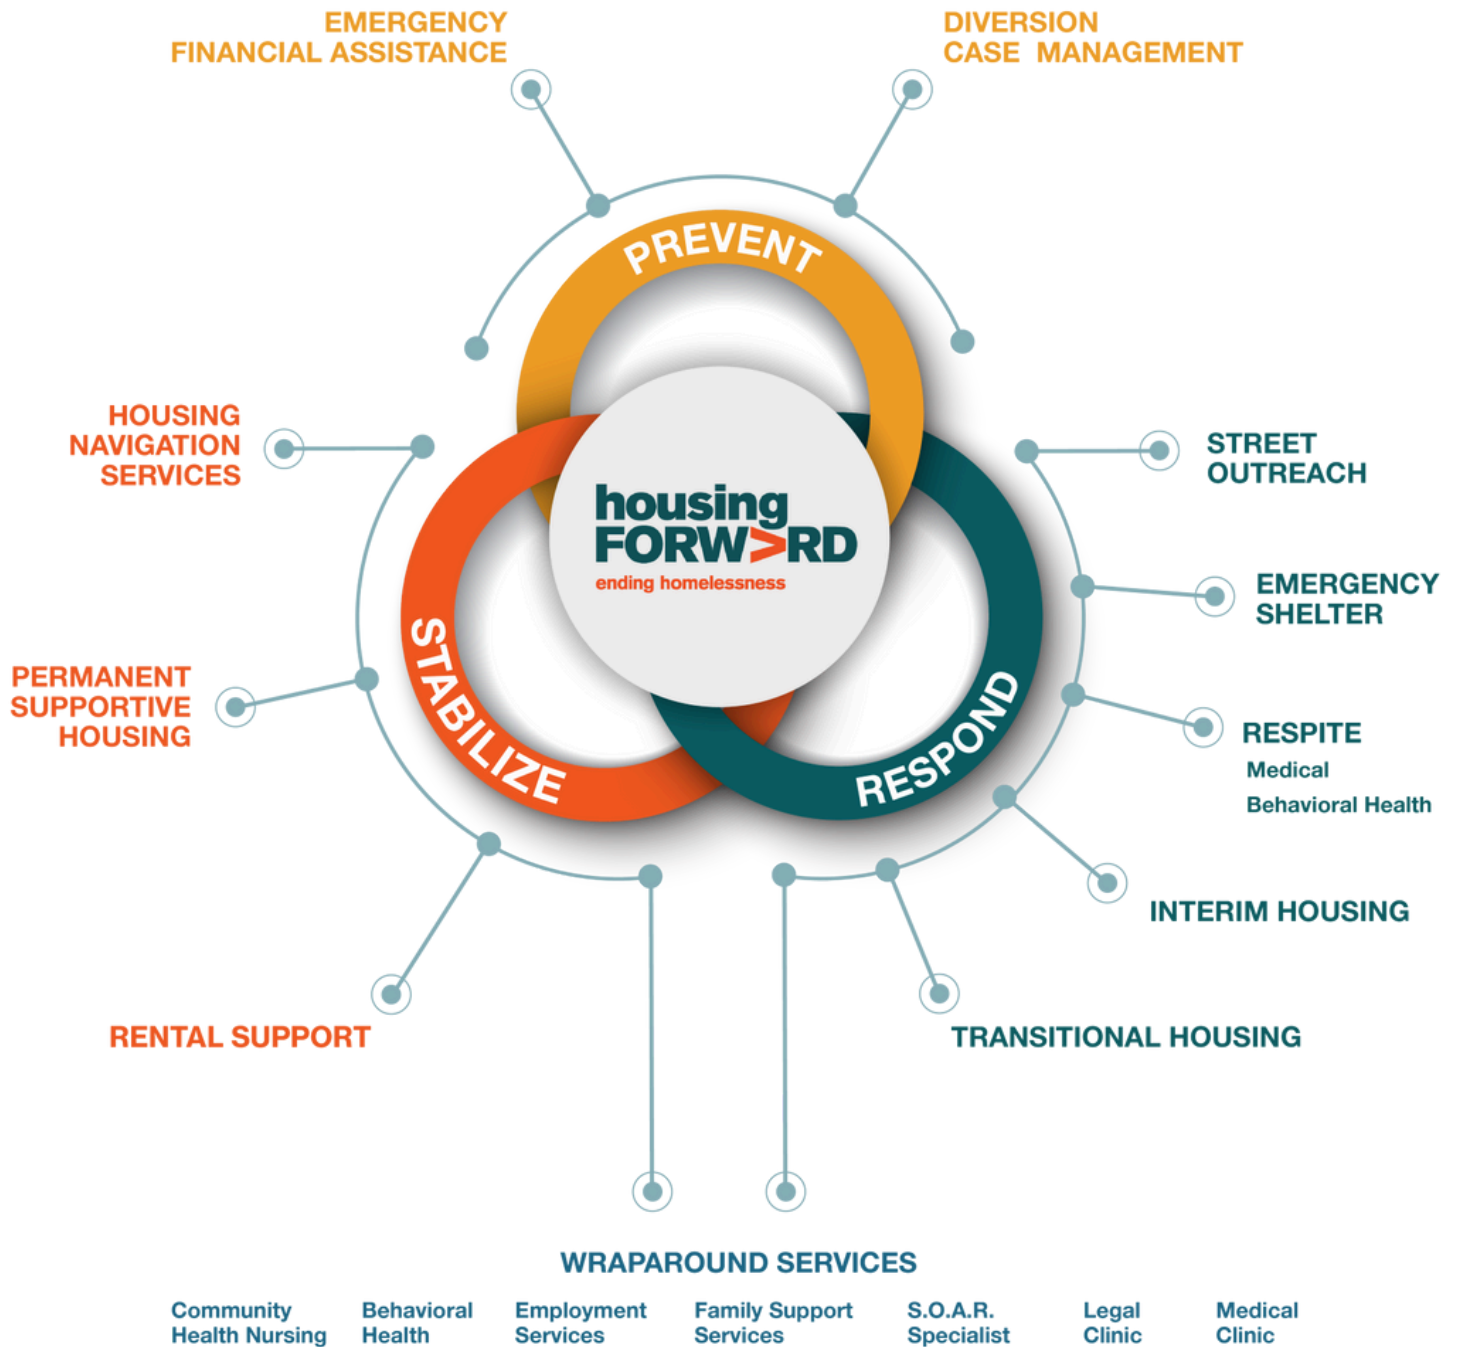 EMERGENCY
FINANCIAL ASSISTANCE
DIVERSION
CASE MANAGEMENT
PREVENT
HOUSING
NAVIGATION
SERVICES
STREET
OUTREACH
housing
FORW>RD
ending homelessness
EMERGENCY
SHELTER
STABILIZE
RESPOND
PERMANENT
SUPPORTIVE
HOUSING
RESPITE
Medical
Behavioral Health
INTERIM HOUSING
RENTAL SUPPORT
TRANSITIONAL HOUSING
WRAPAROUND SERVICES
Community
Health Nursing
Behavioral
Health
Employment
Services
Family Support
Services
S.O.A.R.
Specialist
Legal
Clinic
Medical
Clinic